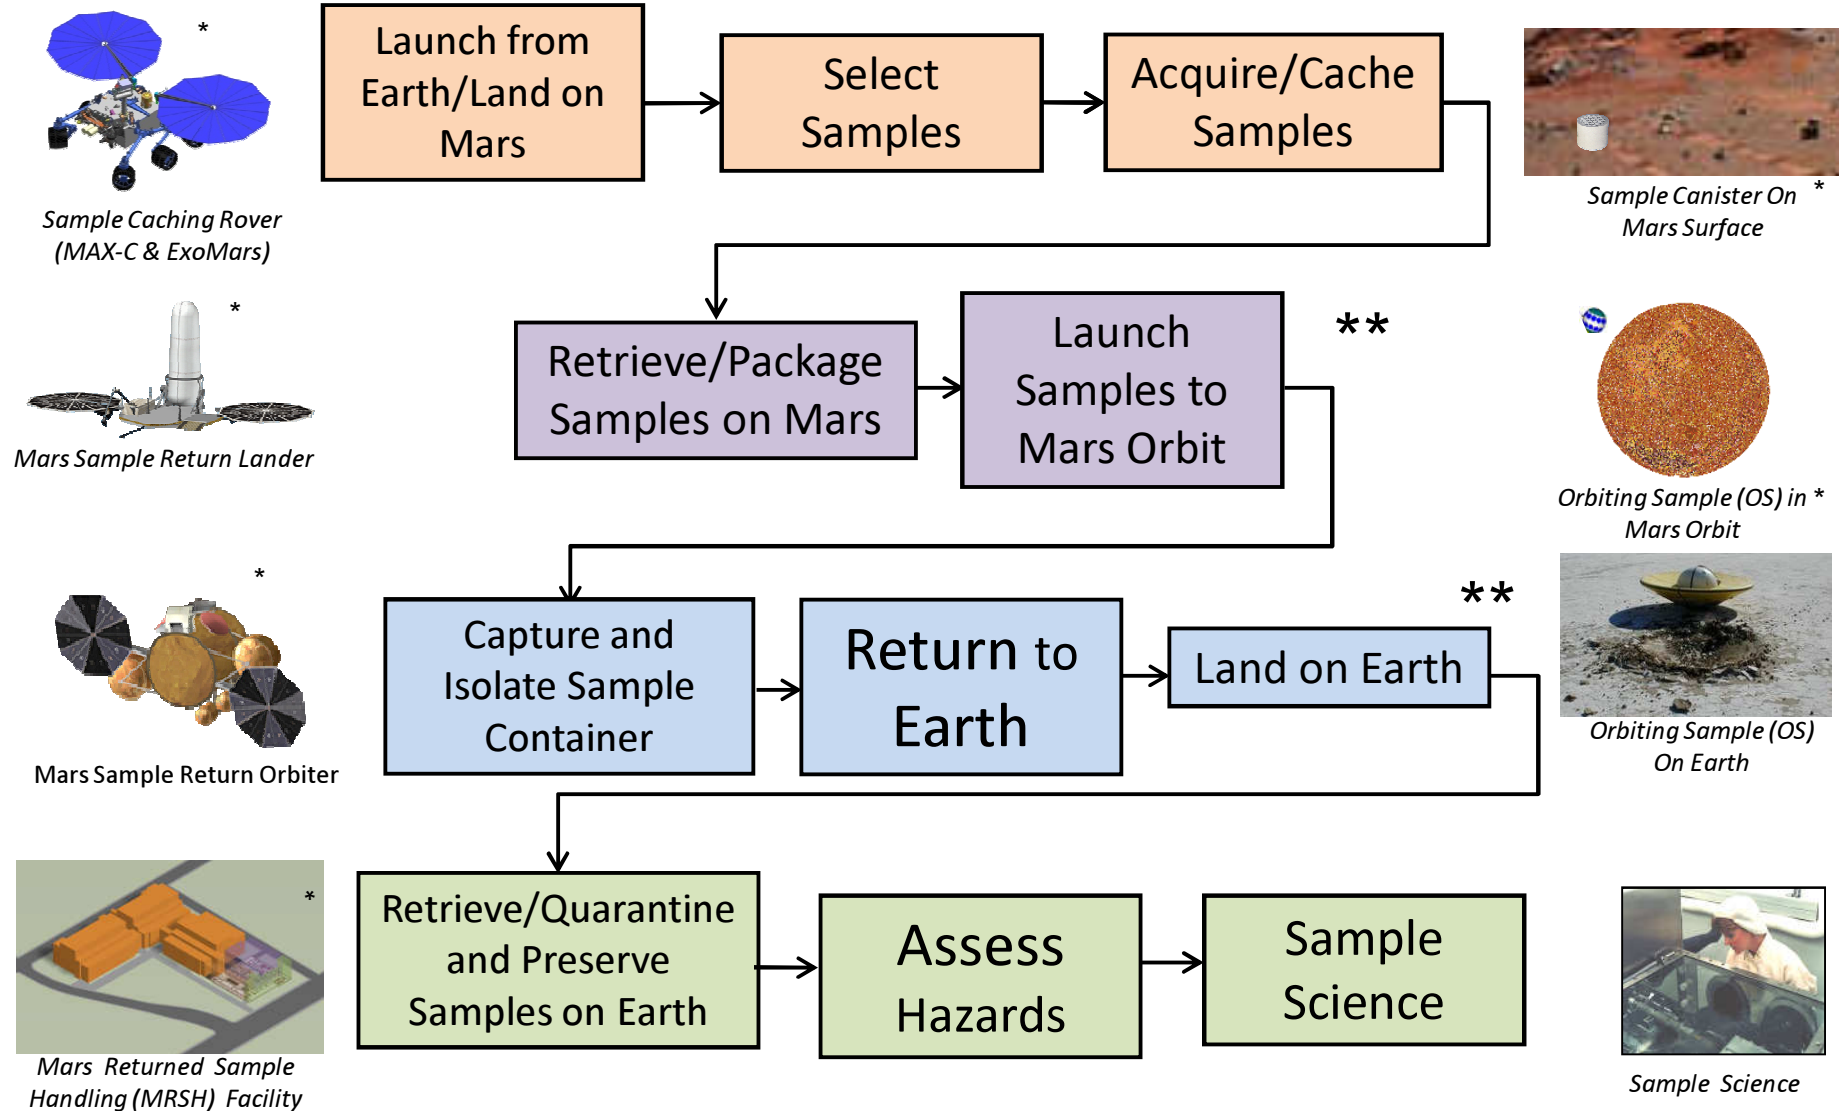 *
Launch from
Earth/Land on
Mars
Select
Samples
Acquire/Cache
Samples
Sample Caching Rover
(MAX-C & ExoMars)
Sample Canister On *
Mars Surface
*
Retrieve/Package
Samples on Mars
Launch
Samples to
Mars Orbit
**
Mars Sample Return Lander
Orbiting Sample (OS) in *
Mars Orbit
*
Capture and
Isolate Sample
Container
Return to
Earth
Land on Earth
**
Mars Sample Return Orbiter
Orbiting Sample (OS)
On Earth
*
Retrieve/Quarantine
and Preserve
Samples on Earth
Assess
Hazards
Sample
Science
Mars Returned Sample
Handling (MRSH) Facility
Sample Science